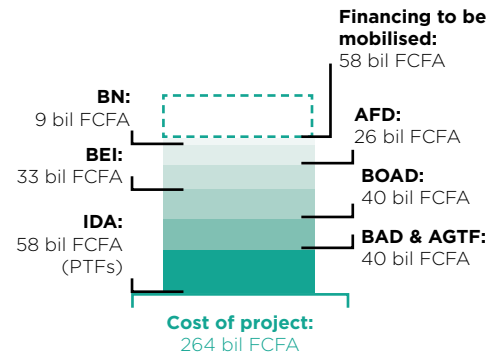 Financing to be
mobilised:
58 bil FCFA
BN:
9 bil FCFA
AFD:
26 bil FCFA
BEI:
33 bil FCFA
BOAD:
40 bil FCFA
IDA:
58 bil FCFA
(PTFs)
BAD & AGTF:
40 bil FCFA
Cost of project:
264 bil FCFA